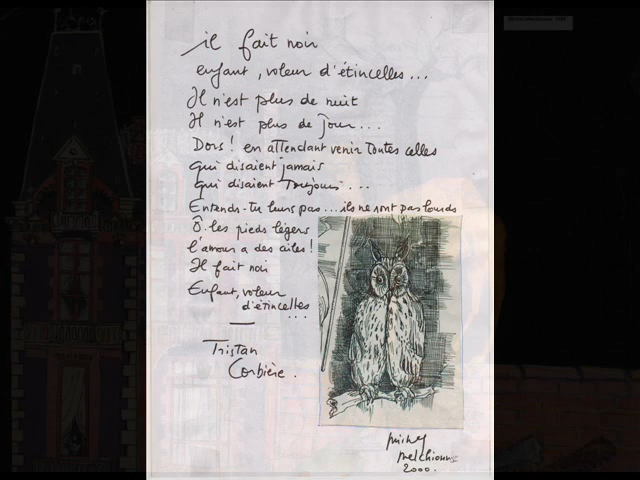 il fait noir
enfant, voleur d'étincelles...
Il n'est plus de nuit
Il n'est plus de Jour...
Dors! en attendant venir toutes celles
qui disaient jamais
qui disaient Toujours...
Entends-tu leurs pas...ils ne sont pas lourds
Ô. les pieds légers
l'amour a des ailes!
Il fait noir
Enfant, voleur
d'étincelles
...
Tristan
Corbière.
2000.